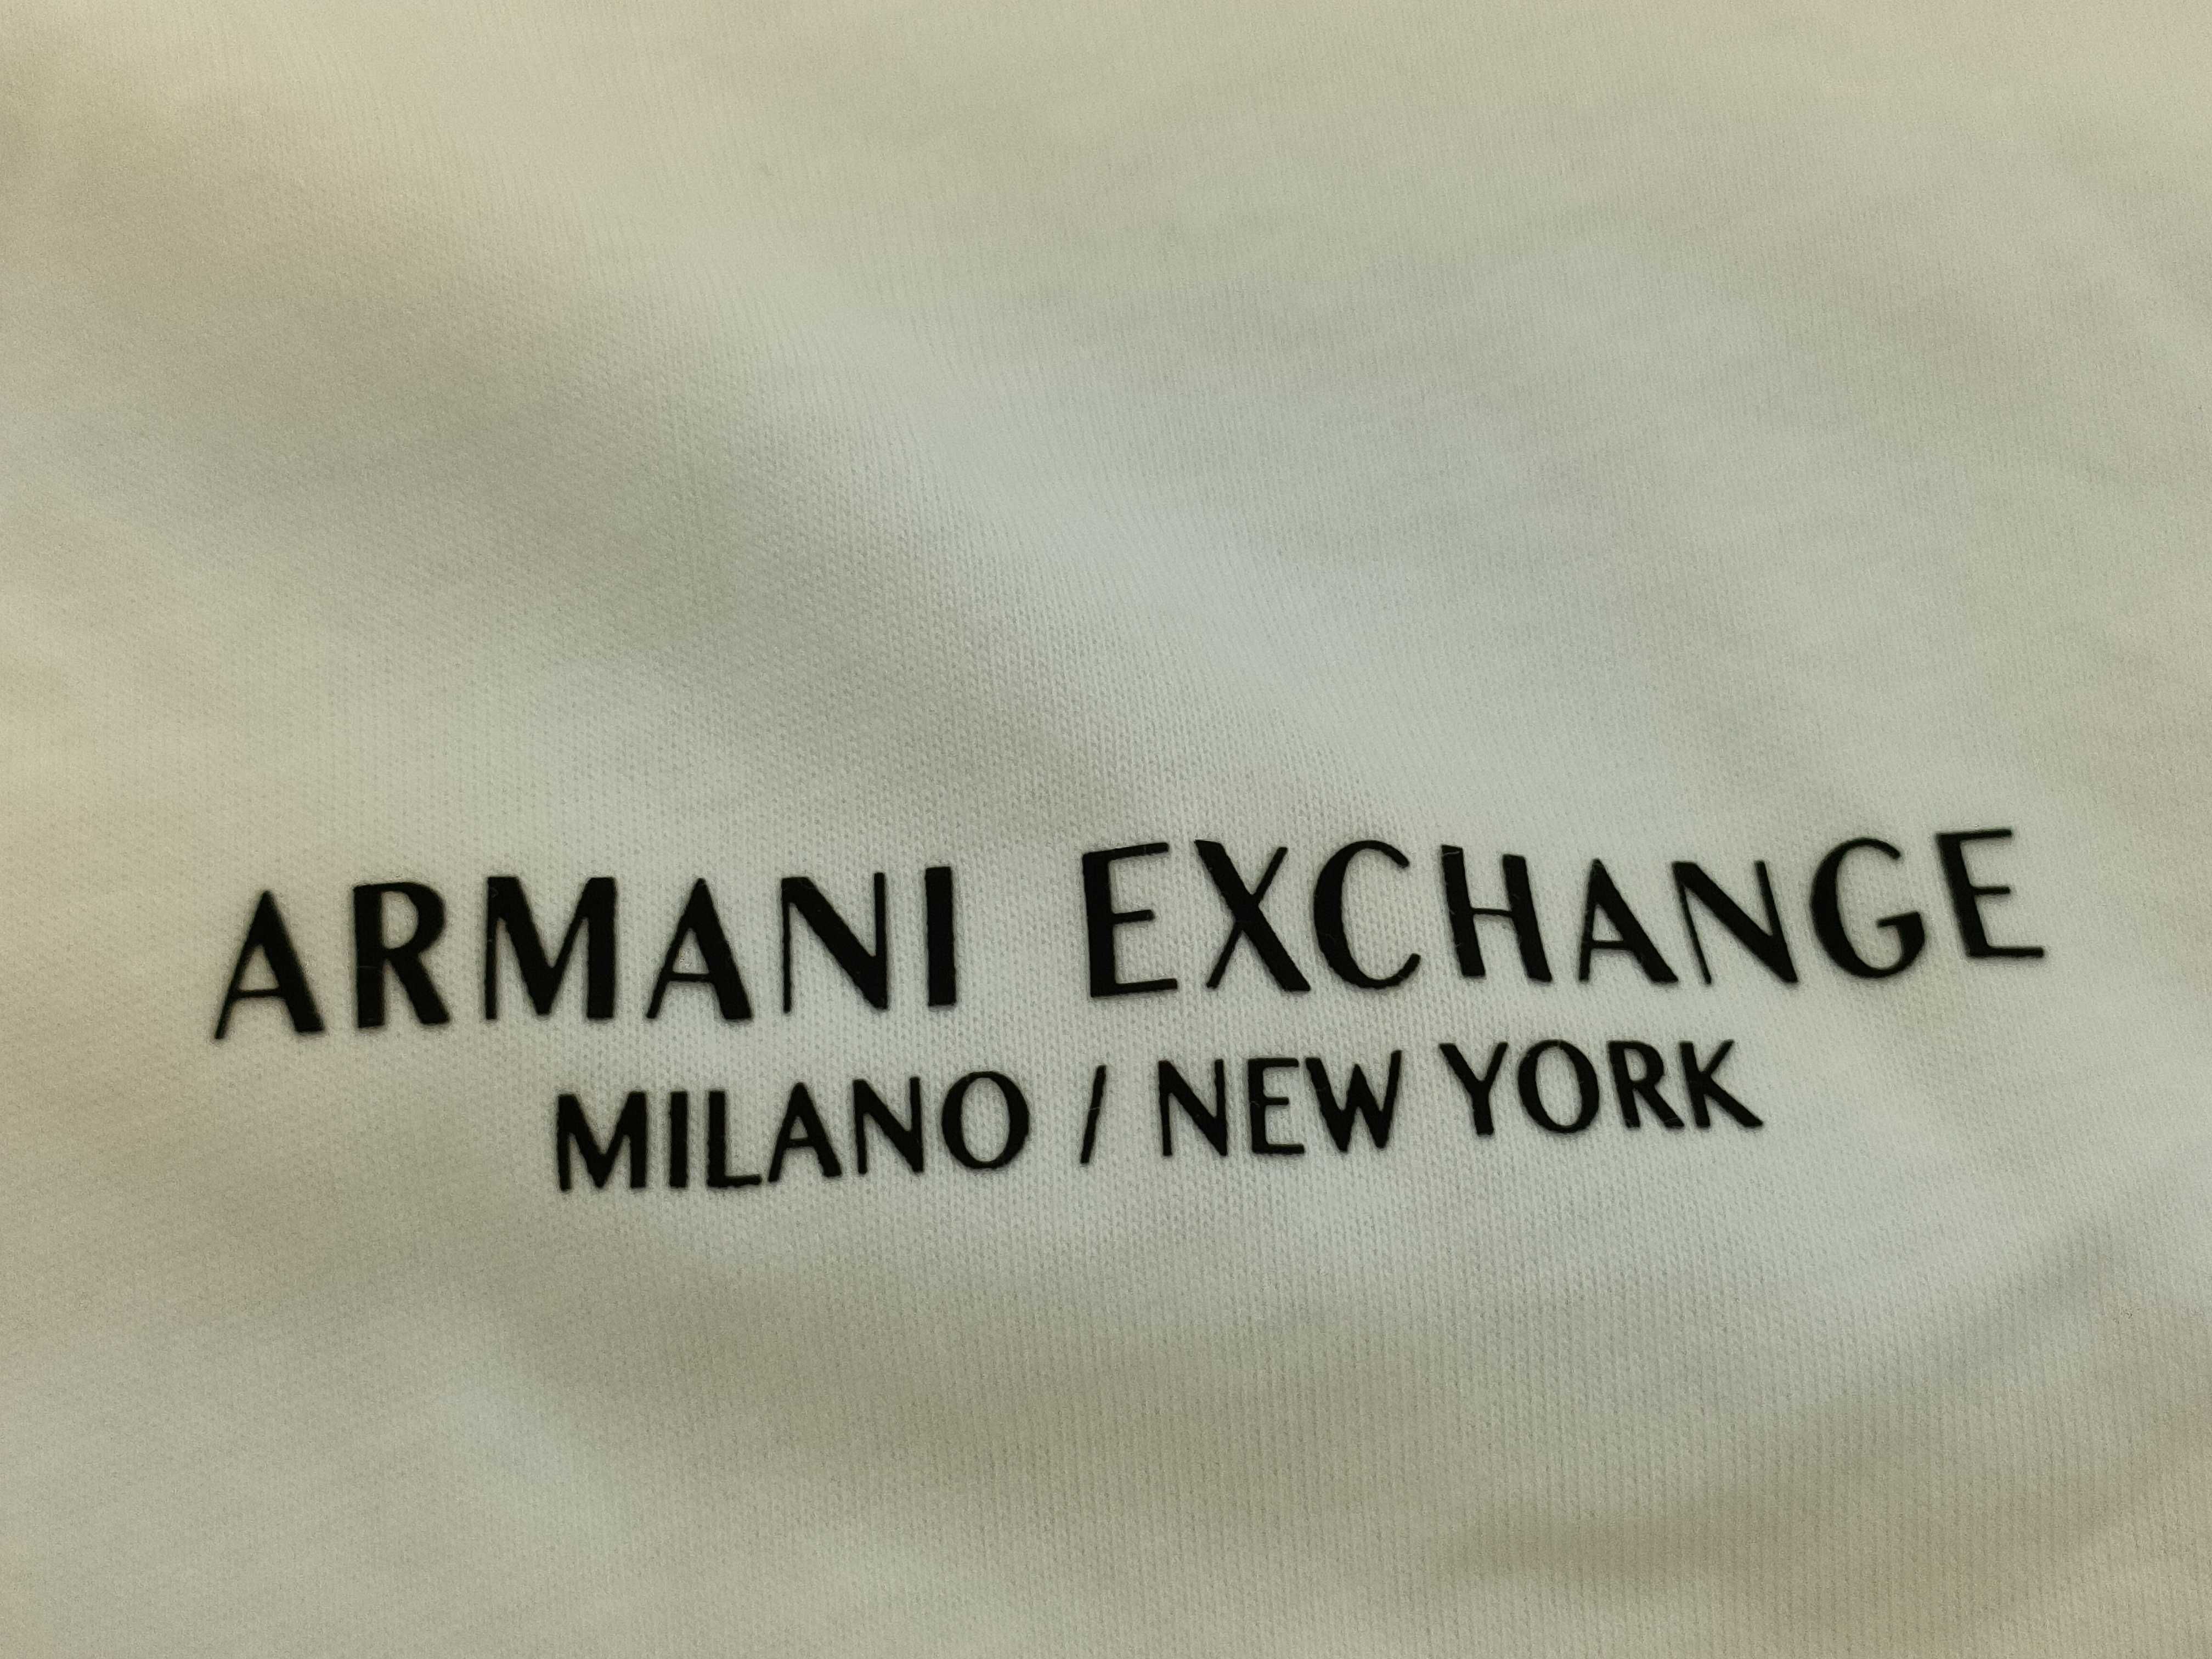 ARMANI EXCHANGE
MILANO / NEW YORK